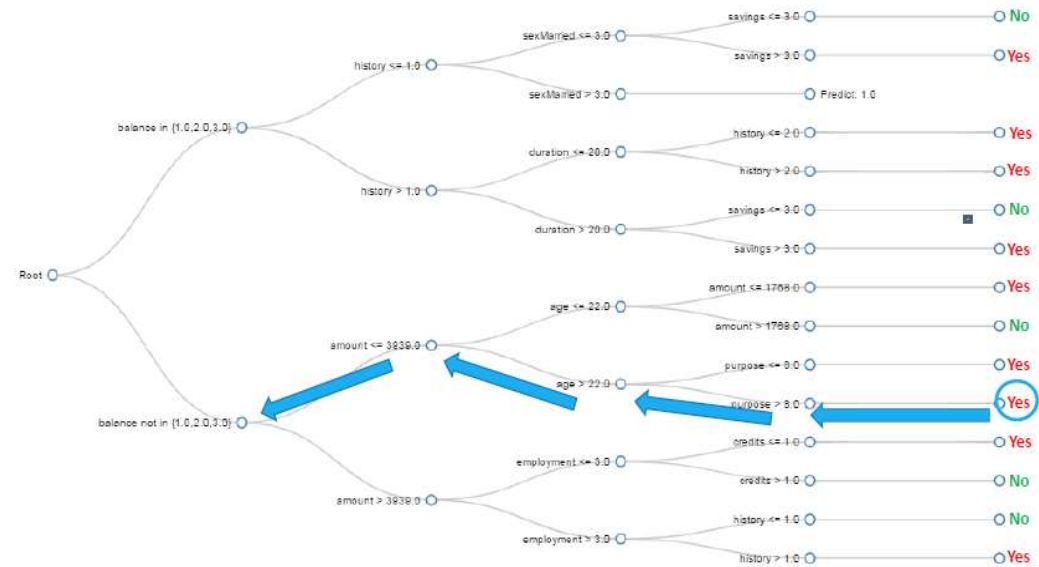 savings <= 3.0 No
sexMarried <= 3.0
savings > 3.0 Yes
history <= 1.0
sexMarried > 3.0 Predict: 1.0
balance in {1.0,2.0,3.0}
history <= 2.0 Yes
duration <= 20.0
history > 2.0 Yes
history > 1.0
savings <= 3.0 No
duration > 20.0
savings > 3.0 Yes
Root
amount <= 1768.0 Yes
age <= 22.0
amount > 1768.0 No
amount <= 3939.0
purpose <= 8.0 Yes
age > 22.0
purpose > 8.0 Yes
balance not in {1.0,2.0,3.0}
credits <= 1.0 Yes
employment <= 3.0
credits > 1.0 No
amount > 3939.0
history <= 1.0 No
employment > 3.0
history > 1.0 Yes